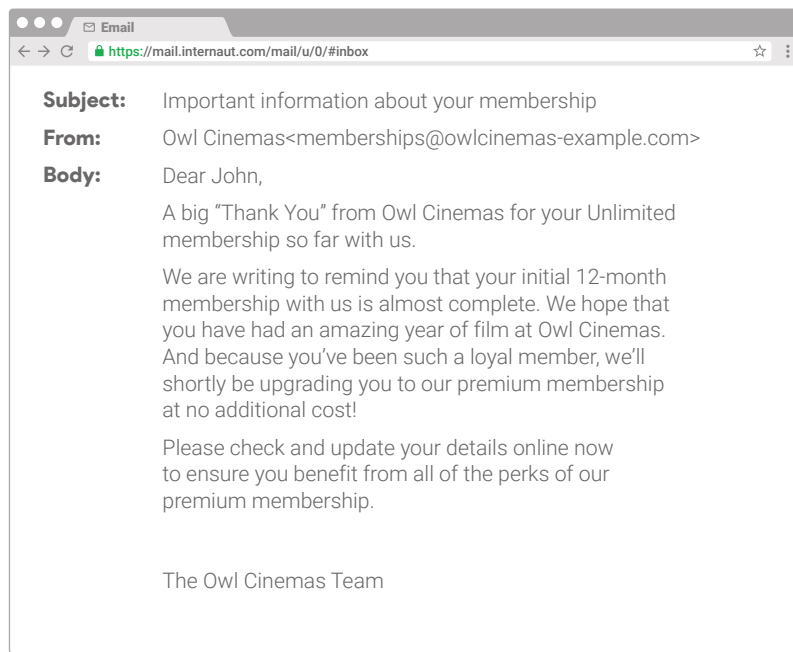 Email
https://mail.internaut.com/mail/u/0/#inbox
Subject: Important information about your membership
From: Owl Cinemas<memberships@owlcinemas-example.com>
Body: Dear John,
A big “Thank You” from Owl Cinemas for your Unlimited
membership so far with us.
We are writing to remind you that your initial 12-month
membership with us is almost complete. We hope that
you have had an amazing year of film at Owl Cinemas.
And because you’ve been such a loyal member, we’ll
shortly be upgrading you to our premium membership
at no additional cost!
Please check and update your details online now
to ensure you benefit from all of the perks of our
premium membership.
The Owl Cinemas Team